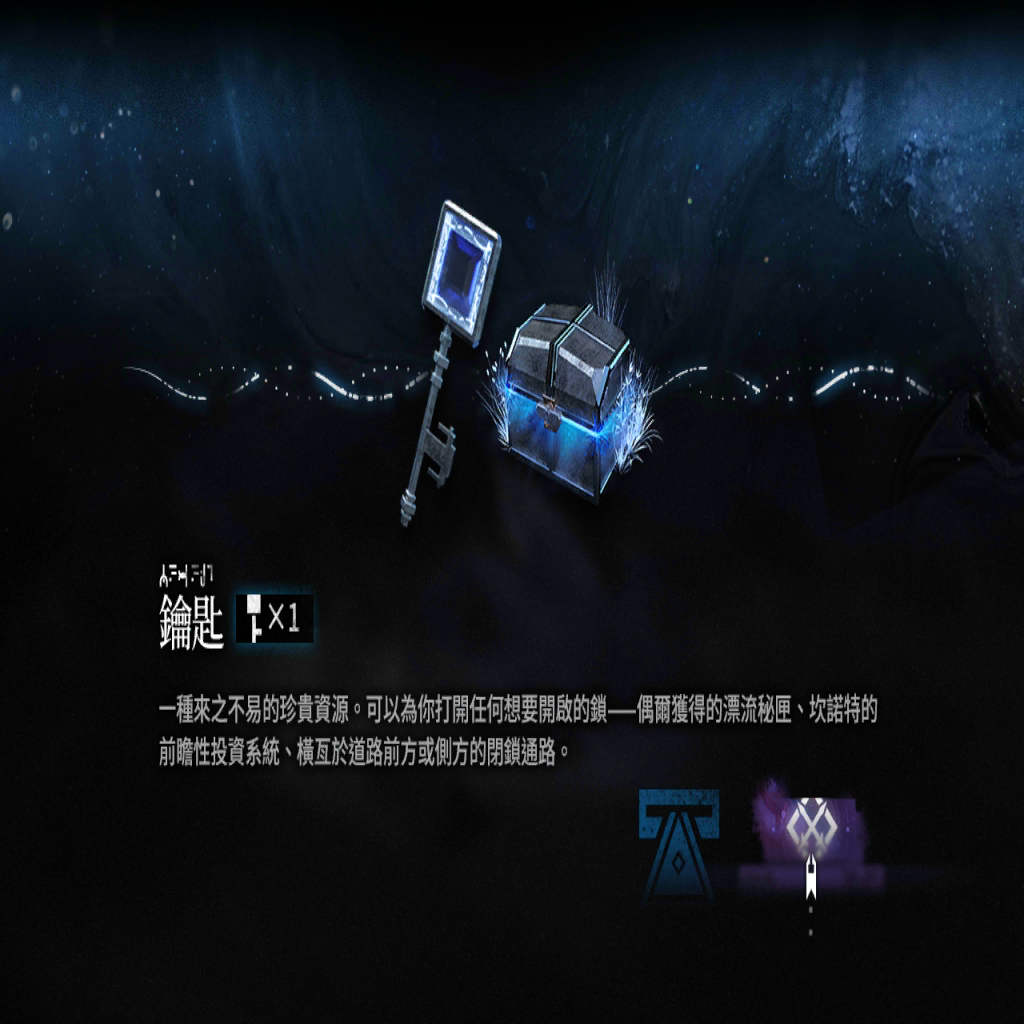 鑰匙
×1
一種來之不易的珍貴資源。可以為你打開任何想要開啟的鎖——偶爾獲得的漂流秘匣、坎諾特的
前瞻性投資系統、橫亙於道路前方或側方的閉鎖通路。